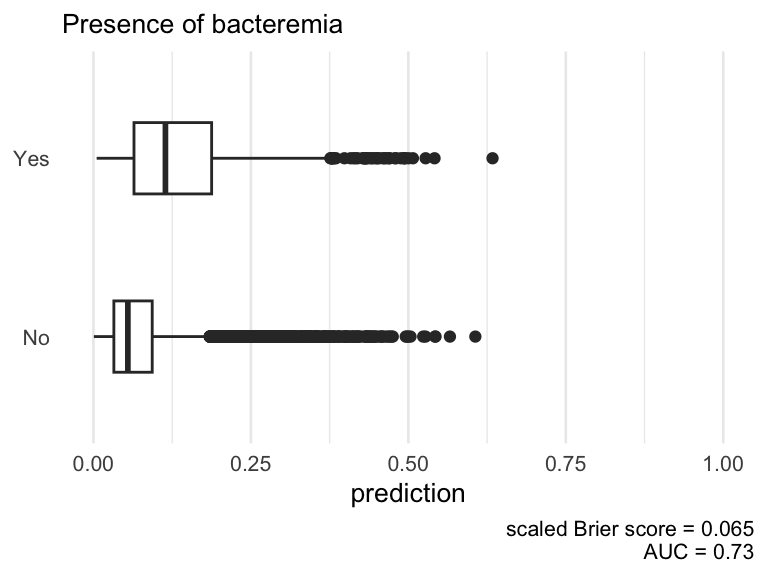 Presence of bacteremia
Yes
No
0.00 0.25 0.50 0.75 1.00
prediction
scaled Brier score = 0.065
AUC = 0.73